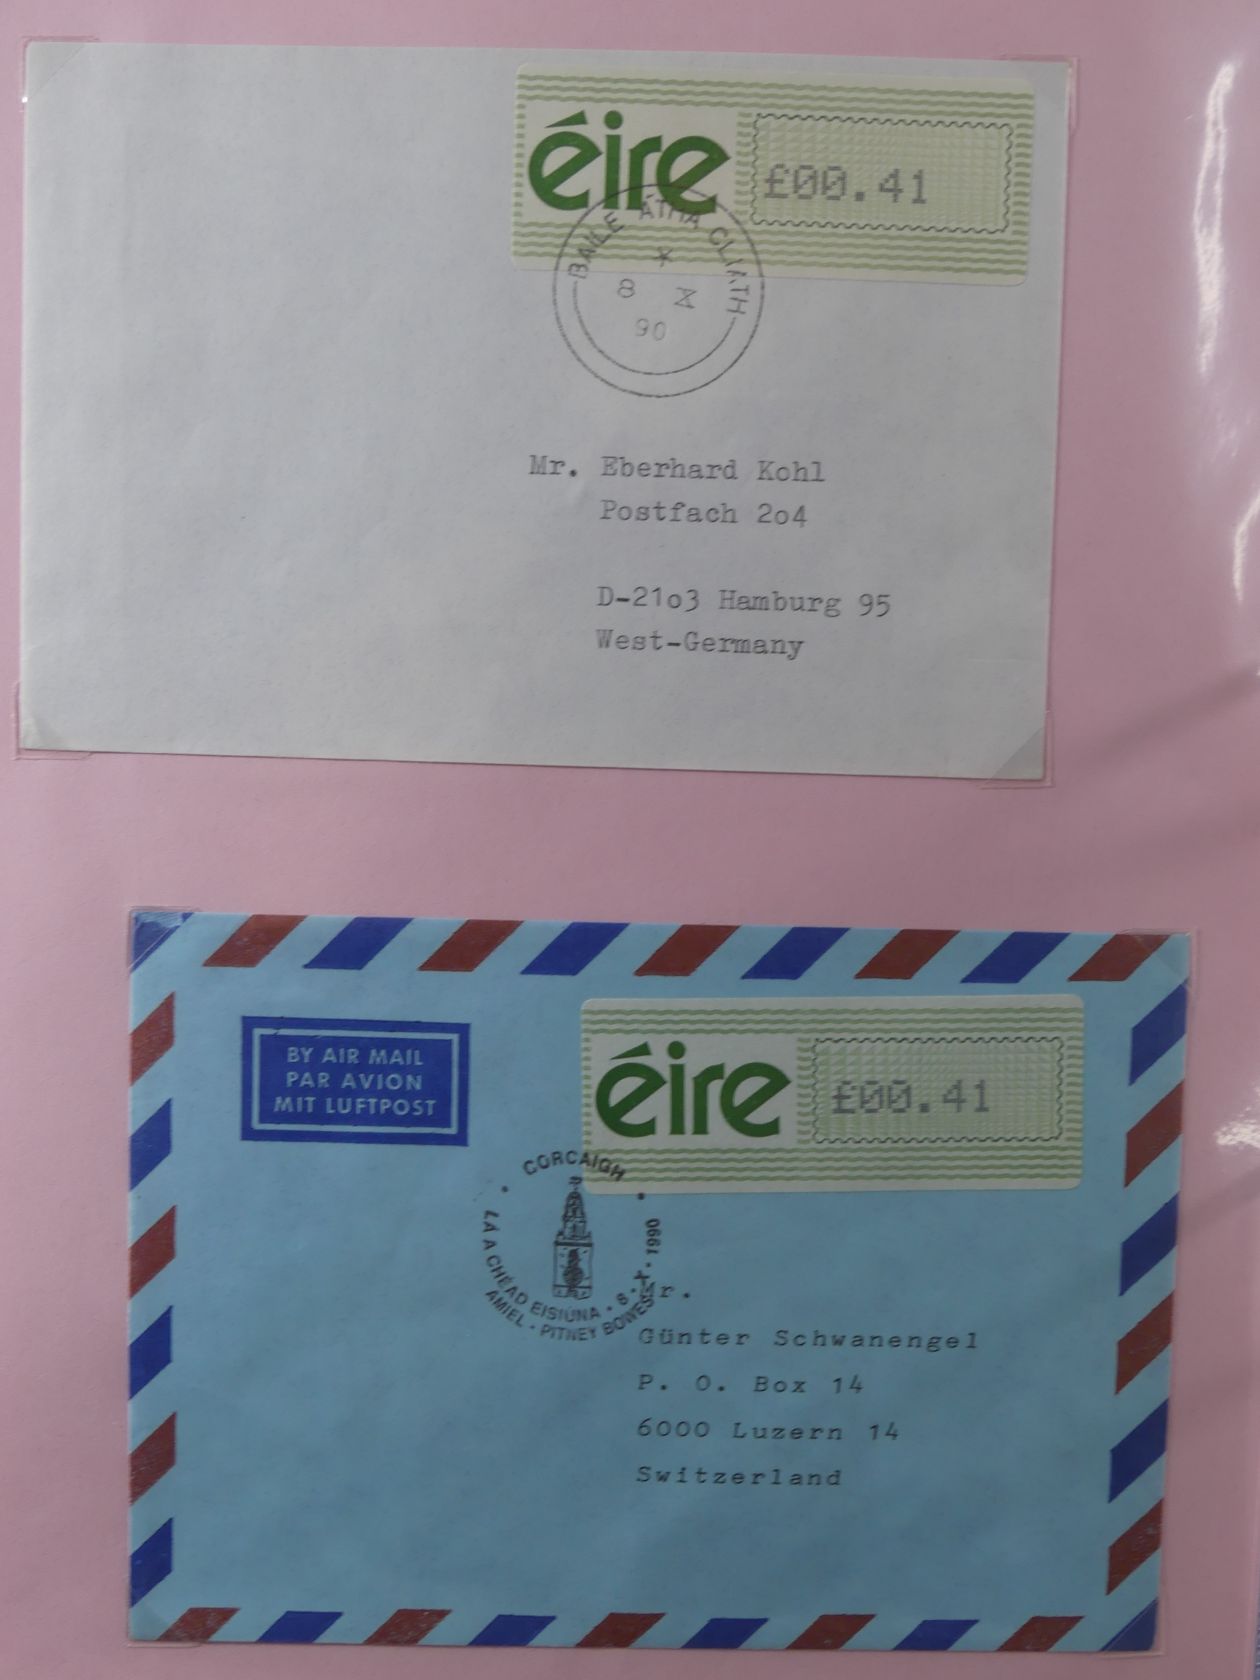 éire
£00.41
BAILE ÁTHA CLIATH
8 X
90
Mr. Eberhard Kohl
Postfach 2o4
D-21o3 Hamburg 95
West-Germany
BY AIR MAIL
PAR AVION
MIT LUFTPOST
éire
£00.41
CORCAIGH
LÁ A CHÉAD EISIÚNA · 8 · X · 1990
AMIEL · PITNEY BOWES
Mr.
Günter Schwanengel
P. O. Box 14
6000 Luzern 14
Switzerland